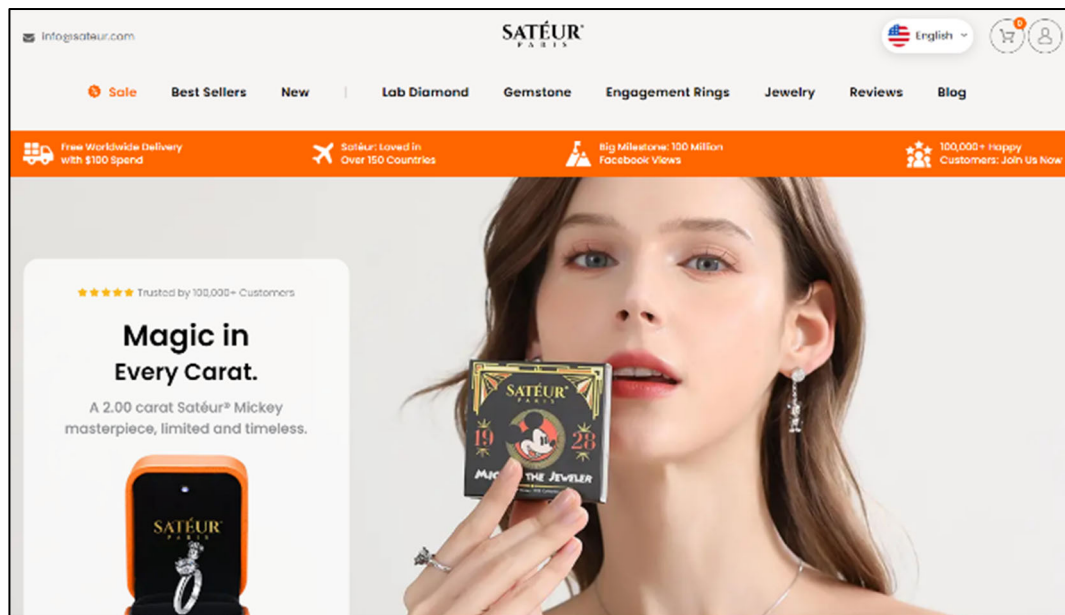 info@sateur.com
SATÉUR®
PARIS
English
0
Sale
Best Sellers
New
Lab Diamond
Gemstone
Engagement Rings
Jewelry
Reviews
Blog
Free Worldwide Delivery
with $100 Spend
Satéur: Loved in
Over 150 Countries
Big Milestone: 100 Million
Facebook Views
100,000+ Happy
Customers: Join Us Now
Trusted by 100,000+ Customers
Magic in
Every Carat.
A 2.00 carat Satéur® Mickey
masterpiece, limited and timeless.
SATÉUR®
PARIS
SATÉUR®
PARIS
19 28
THE JEWELER